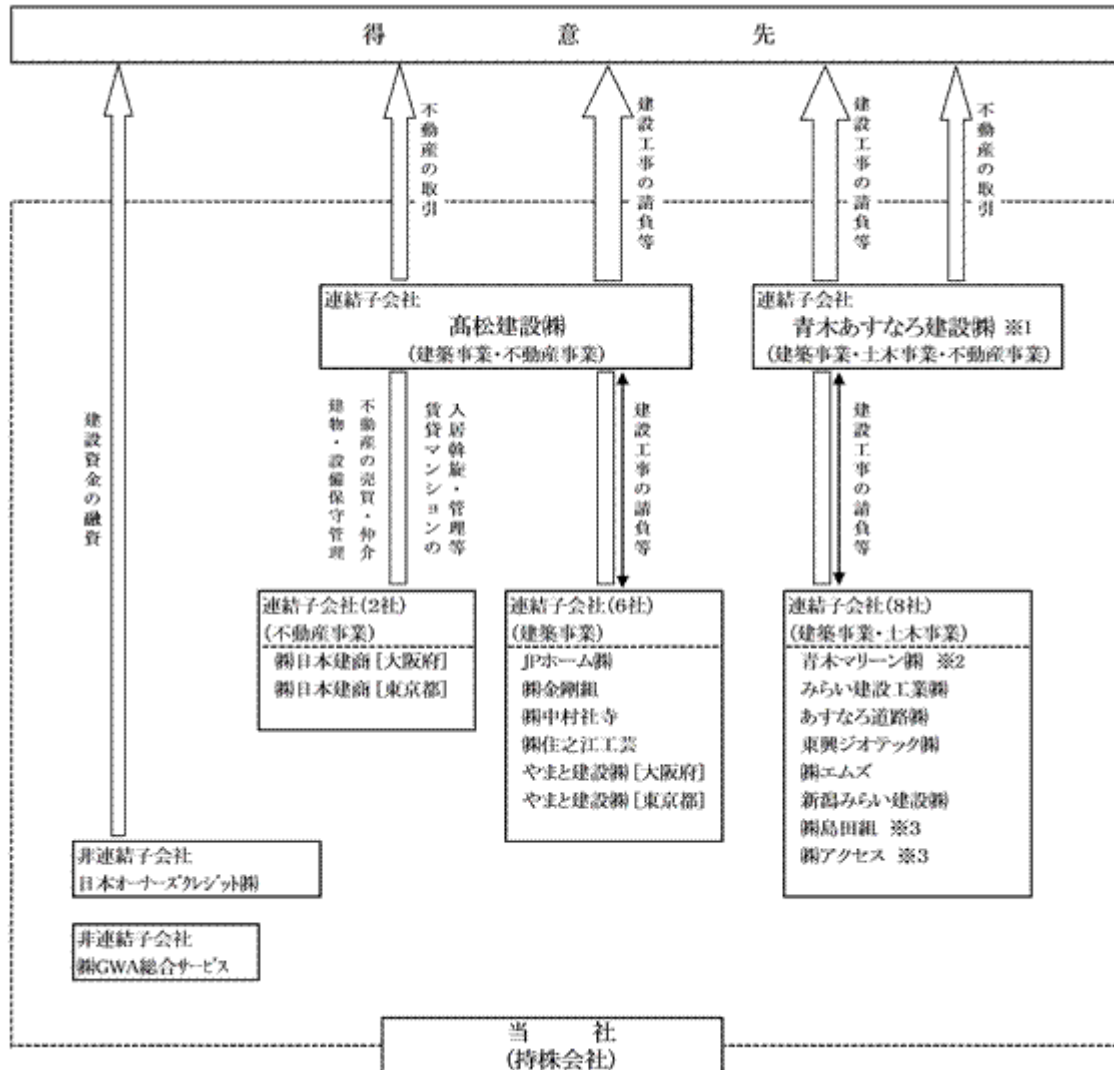 得意先
不動産の取引
建設工事の請負等
建設工事の請負等
不動産の取引
連結子会社
髙松建設㈱
(建築事業・不動産事業)
連結子会社
青木あすなろ建設㈱ ※1
(建築事業・土木事業・不動産事業)
建設資金の融資
建物・設備保守管理
不動産の売買・仲介
賃貸マンションの
入居斡旋・管理等
建設工事の請負等
建設工事の請負等
連結子会社(2社)
(不動産事業)
㈱日本建商 [大阪府]
㈱日本建商 [東京都]
連結子会社(6社)
(建築事業)
JPホーム㈱
㈱金剛組
㈱中村社寺
㈱住之江工芸
やまと建設㈱ [大阪府]
やまと建設㈱ [東京都]
連結子会社(8社)
(建築事業・土木事業)
青木マリーン㈱ ※2
みらい建設工業㈱
あすなろ道路㈱
東興ジオテック㈱
㈱エムズ
新潟みらい建設㈱
㈱島田組 ※3
㈱アクセス ※3
非連結子会社
日本オーナーズクレジット㈱
非連結子会社
㈱GWA総合サービス
当社
(持株会社)